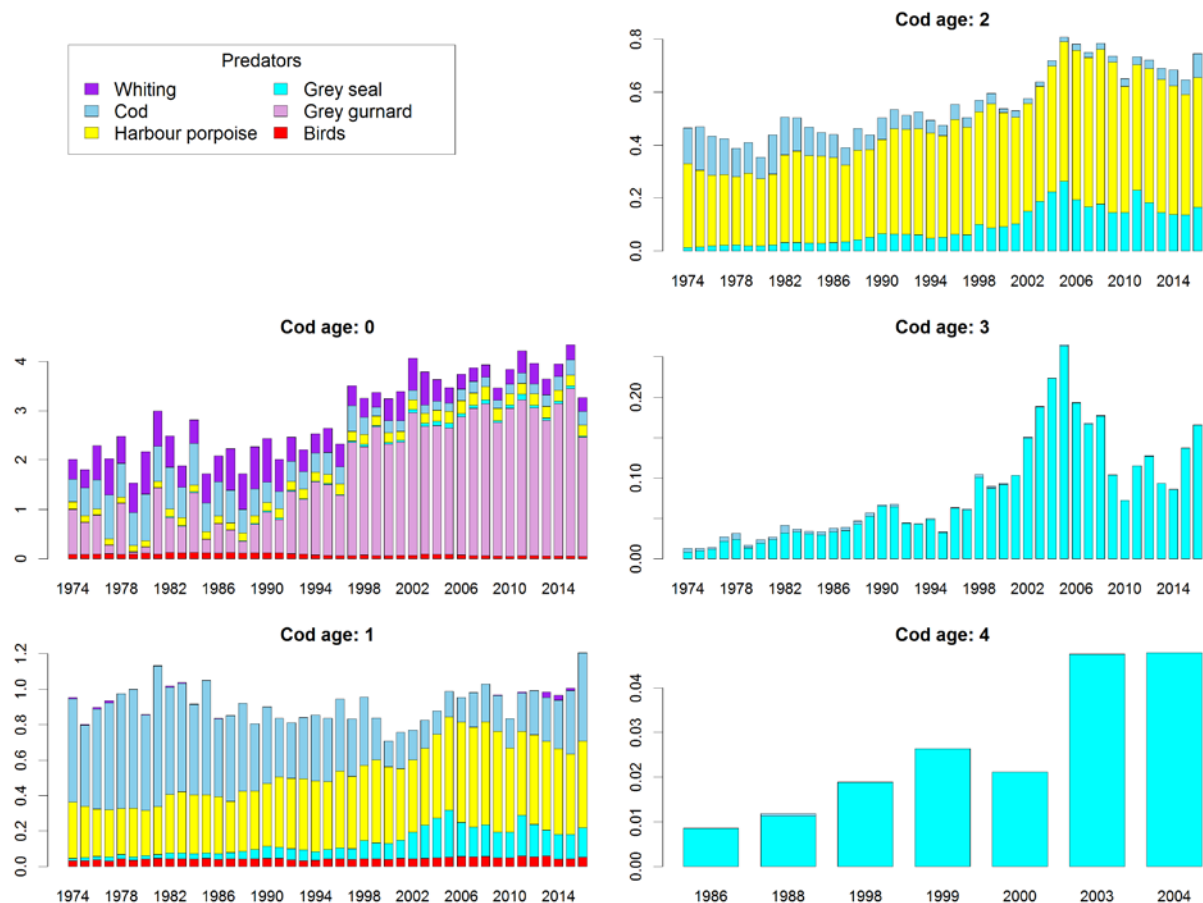 Predators
Whiting
Cod
Harbour porpoise
Grey seal
Grey gurnard
Birds
Cod age: 2
0.8
0.6
0.4
0.2
0.0
1974 1978 1982 1986 1990 1994 1998 2002 2006 2010 2014
Cod age: 0
4
3
2
1
0
1974 1978 1982 1986 1990 1994 1998 2002 2006 2010 2014
Cod age: 3
0.20
0.10
0.00
1974 1978 1982 1986 1990 1994 1998 2002 2006 2010 2014
Cod age: 1
1.2
1.0
0.8
0.6
0.4
0.2
0.0
1974 1978 1982 1986 1990 1994 1998 2002 2006 2010 2014
Cod age: 4
0.04
0.03
0.02
0.01
0.00
1986 1988 1998 1999 2000 2003 2004